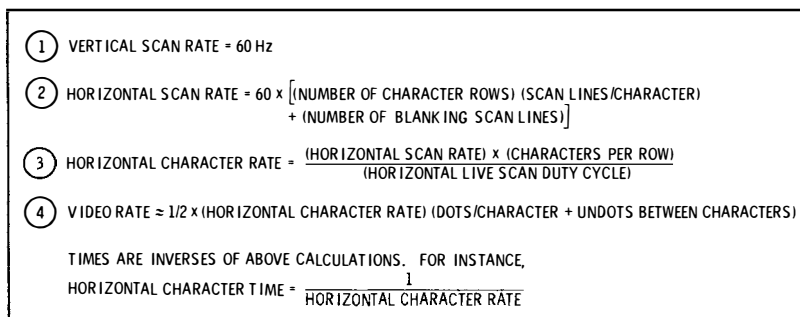 1 VERTICAL SCAN RATE = 60 Hz
2 HORIZONTAL SCAN RATE = 60 × [(NUMBER OF CHARACTER ROWS) (SCAN LINES/CHARACTER)
+ (NUMBER OF BLANKING SCAN LINES)]
3 HORIZONTAL CHARACTER RATE = (HORIZONTAL SCAN RATE) × (CHARACTERS PER ROW)
(HORIZONTAL LIVE SCAN DUTY CYCLE)
4 VIDEO RATE ≈ 1/2 × (HORIZONTAL CHARACTER RATE) (DOTS/CHARACTER + UNDOTS BETWEEN CHARACTERS)
TIMES ARE INVERSES OF ABOVE CALCULATIONS. FOR INSTANCE,
HORIZONTAL CHARACTER TIME = 1
HORIZONTAL CHARACTER RATE